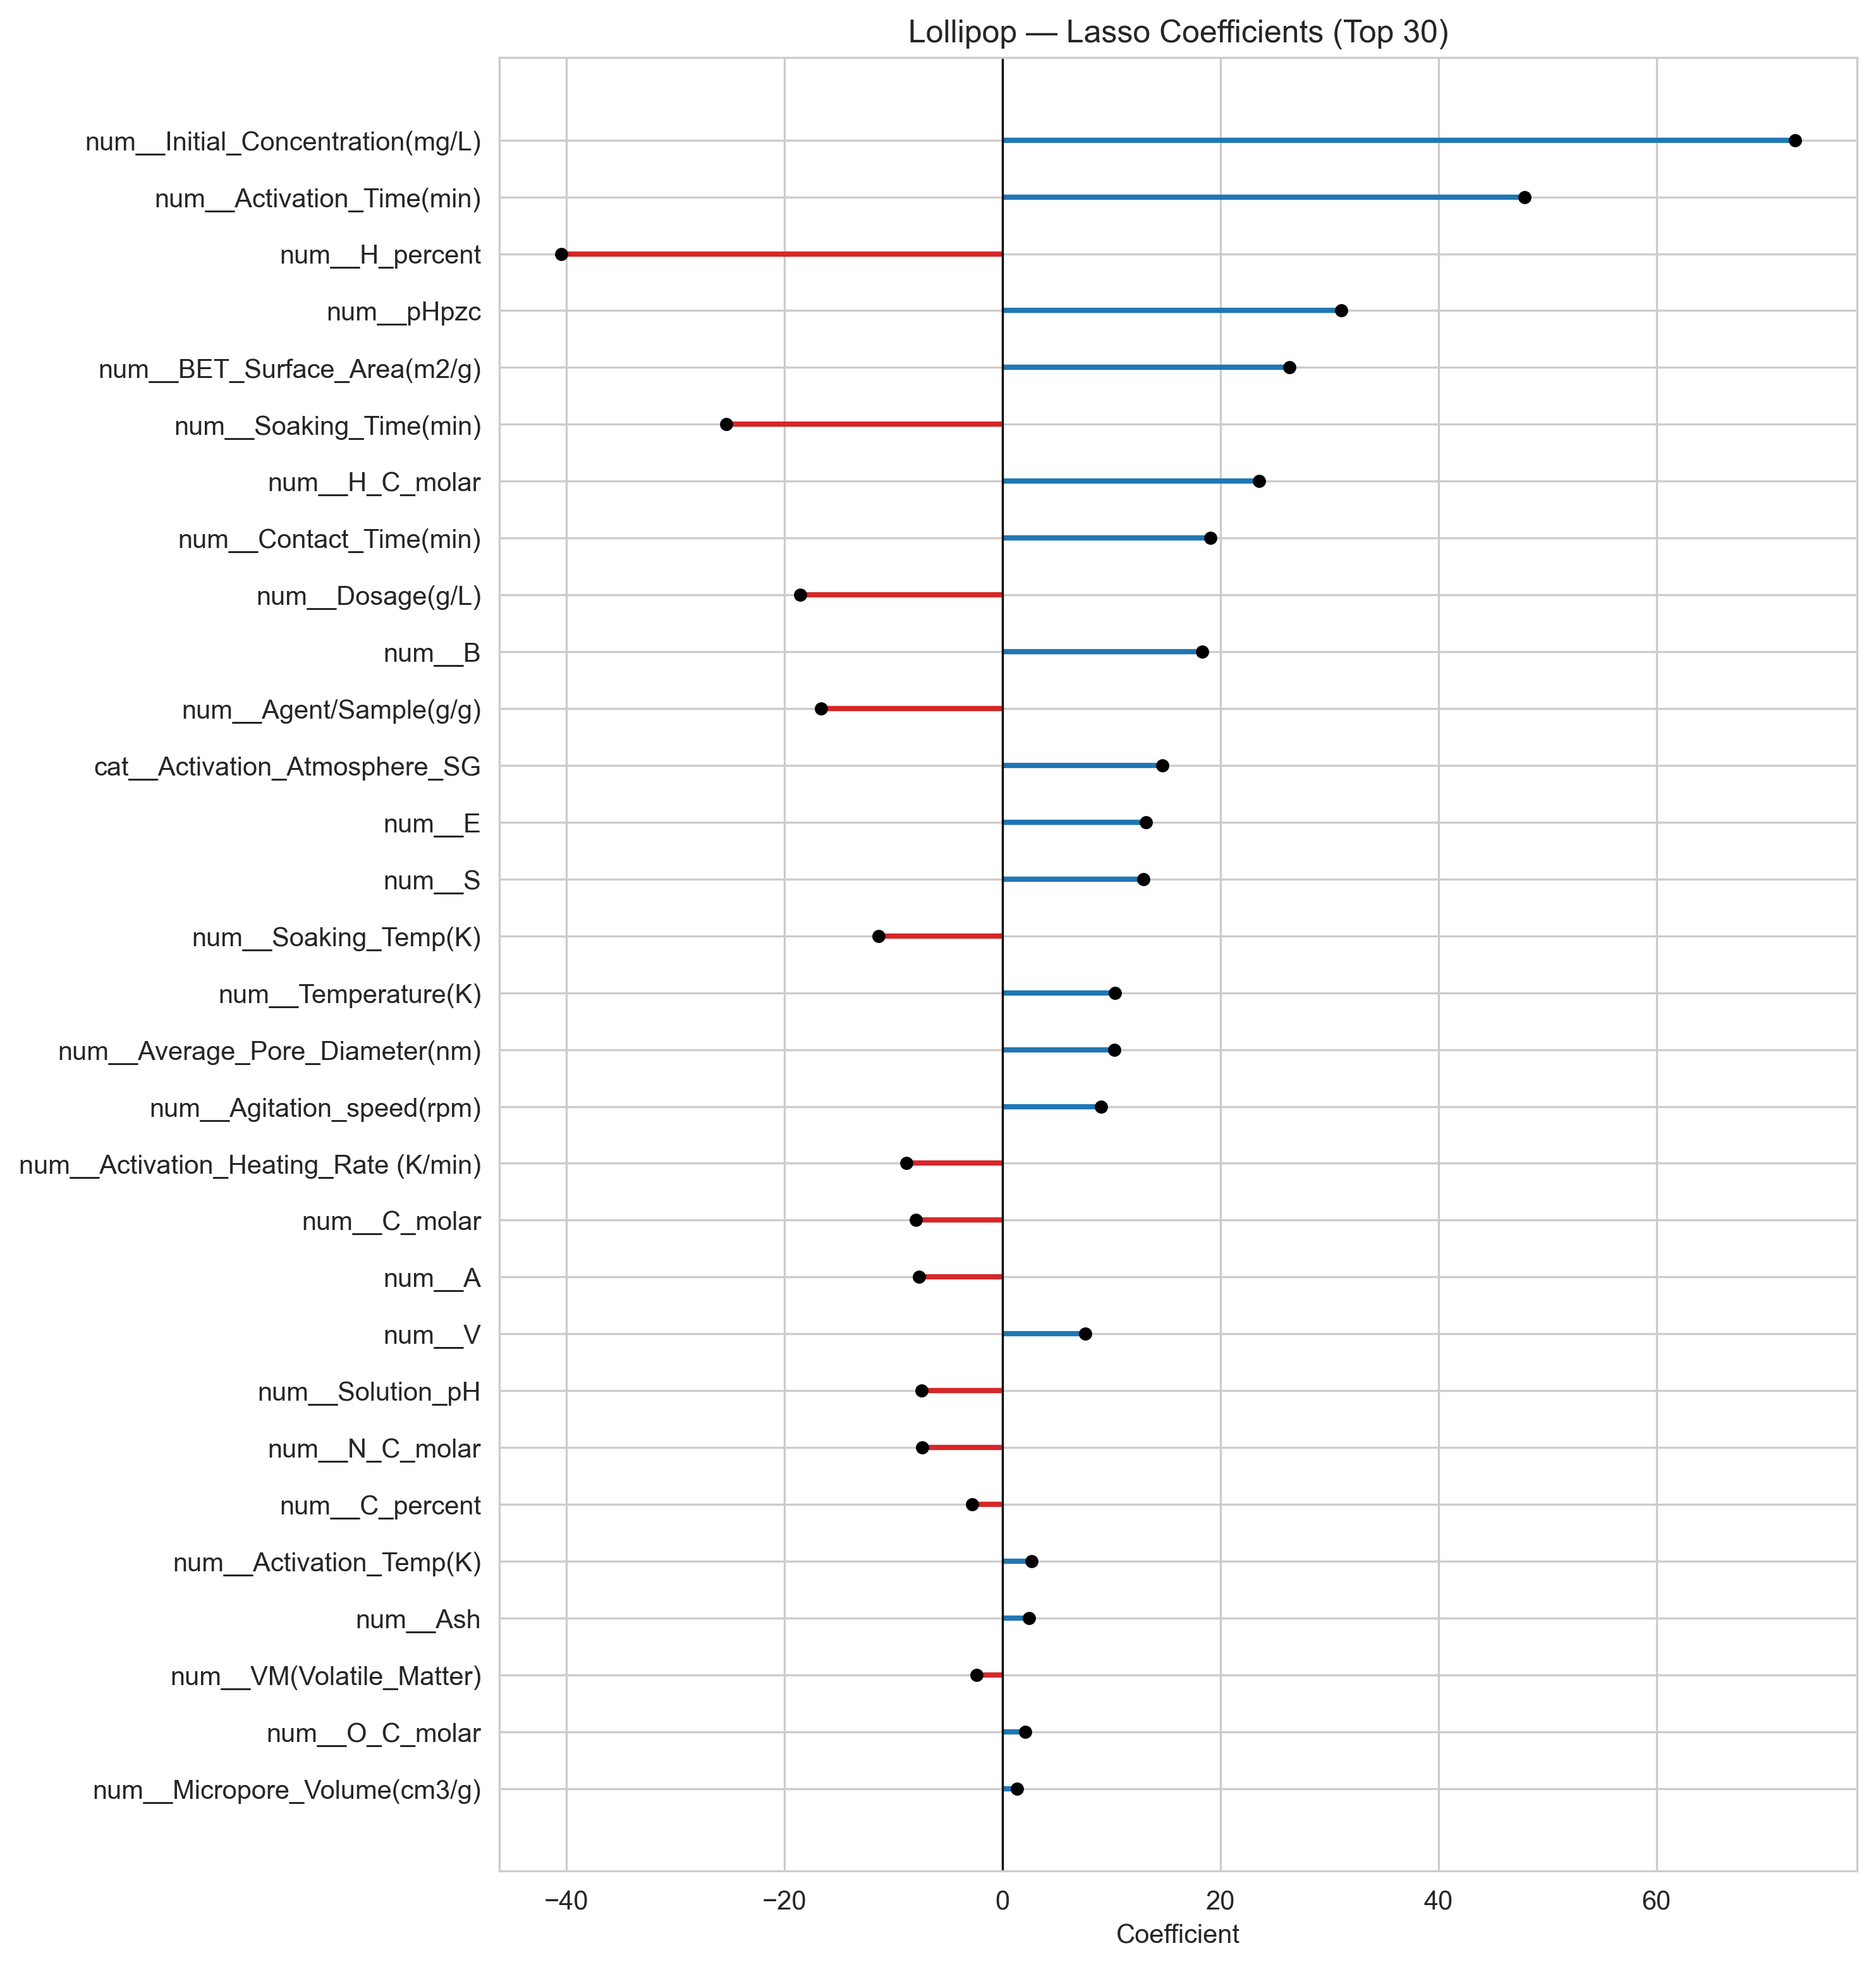 Lollipop — Lasso Coefficients (Top 30)
num__Initial_Concentration(mg/L)
num__Activation_Time(min)
num__H_percent
num__pHpzc
num__BET_Surface_Area(m2/g)
num__Soaking_Time(min)
num__H_C_molar
num__Contact_Time(min)
num__Dosage(g/L)
num__B
num__Agent/Sample(g/g)
cat__Activation_Atmosphere_SG
num__E
num__S
num__Soaking_Temp(K)
num__Temperature(K)
num__Average_Pore_Diameter(nm)
num__Agitation_speed(rpm)
num__Activation_Heating_Rate (K/min)
num__C_molar
num__A
num__V
num__Solution_pH
num__N_C_molar
num__C_percent
num__Activation_Temp(K)
num__Ash
num__VM(Volatile_Matter)
num__O_C_molar
num__Micropore_Volume(cm3/g)
−40 −20 0 20 40 60
Coefficient